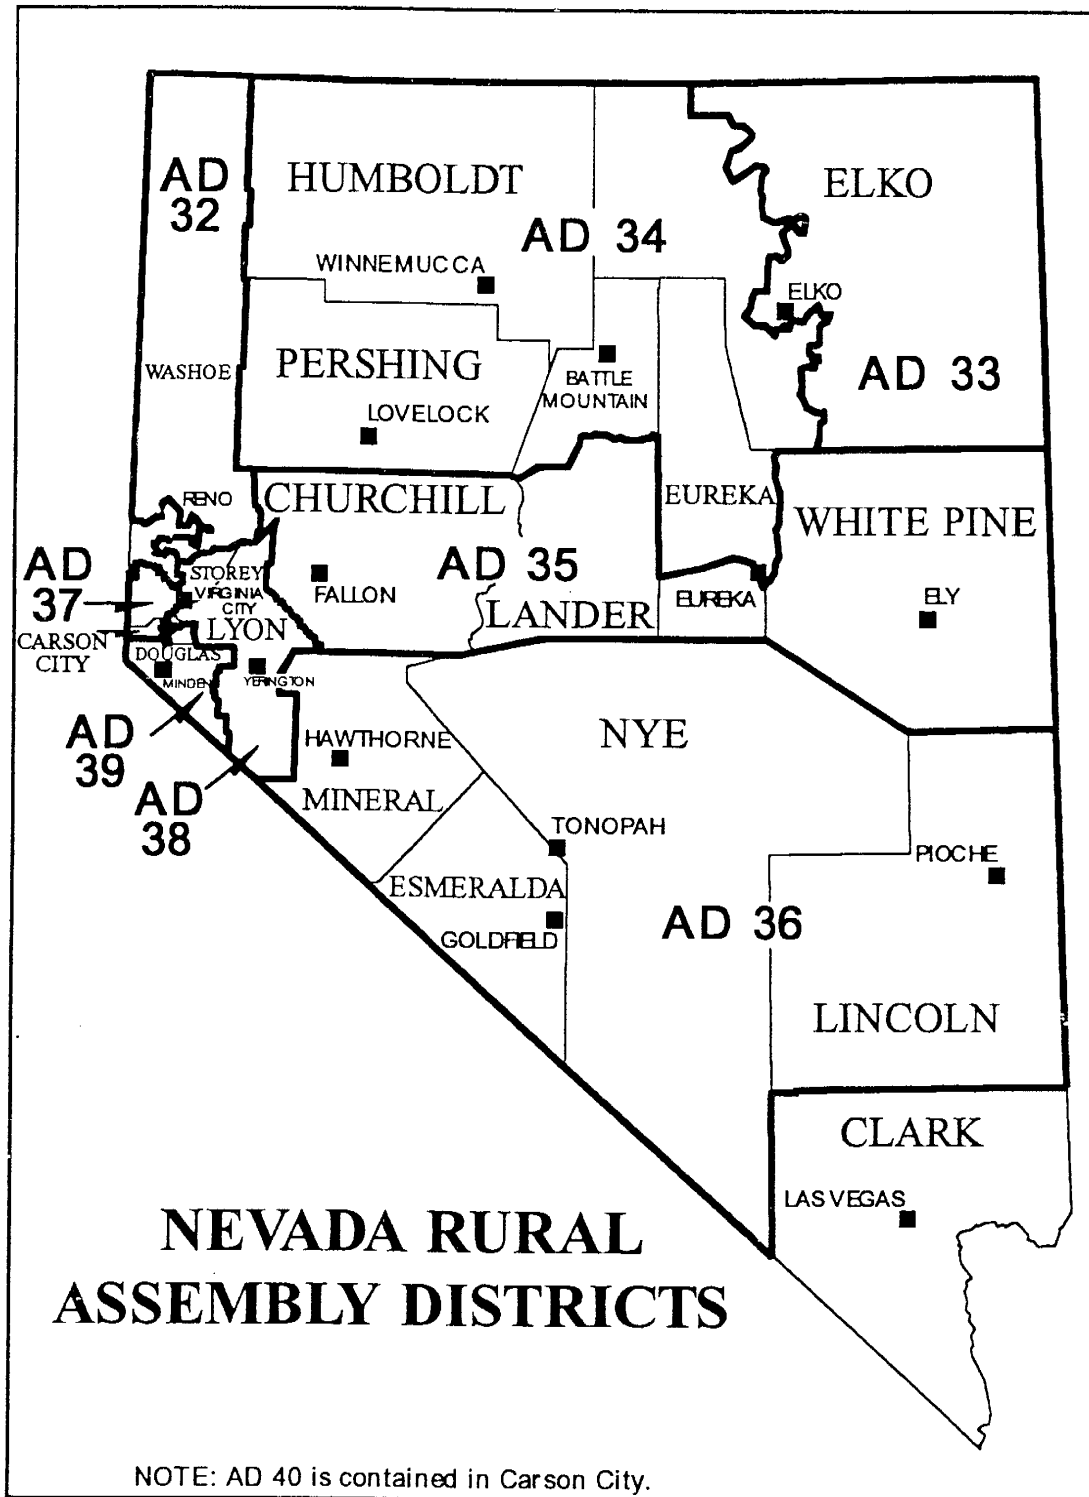 AD
32
HUMBOLDT
ELKO
AD 34
WINNEMUCCA
ELKO
WASHOE
PERSHING
BATTLE
MOUNTAIN
AD 33
LOVELOCK
RENO
CHURCHILL
EUREKA
WHITE PINE
AD
37
STOREY
VIRGINIA
CITY
FALLON
AD 35
LANDER
EUREKA
ELY
CARSON
CITY
LYON
DOUGLAS
MINDEN
YERINGTON
AD
39
AD
38
HAWTHORNE
MINERAL
NYE
TONOPAH
PIOCHE
ESMERALDA
GOLDFIELD
AD 36
LINCOLN
CLARK
LAS VEGAS
NEVADA RURAL
ASSEMBLY DISTRICTS
NOTE: AD 40 is contained in Carson City.